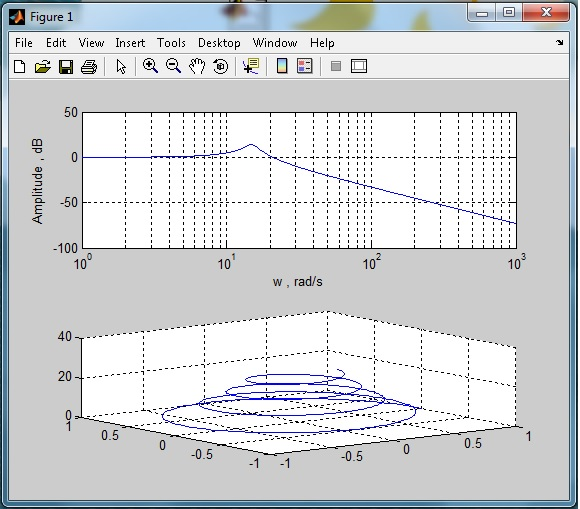 Figure 1
File Edit View Insert Tools Desktop Window Help
50
0
-50
-100
Amplitude , dB
10^0 10^1 10^2 10^3
w , rad/s
40
20
0
1 0.5 0 -0.5 -1
-1 -0.5 0 0.5 1